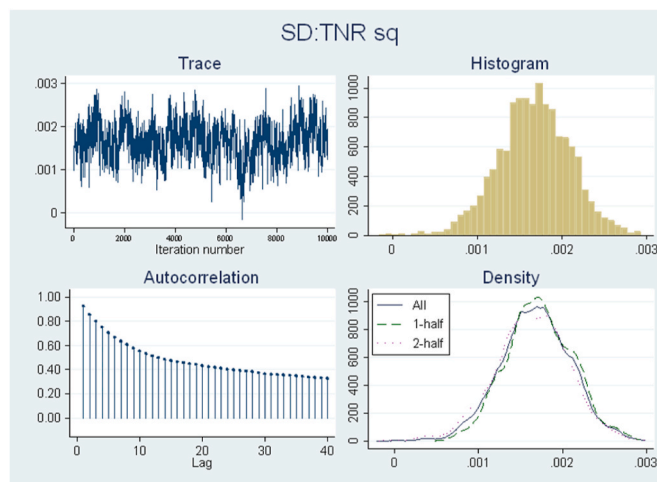 SD:TNR sq
Trace
.003
.002
.001
0
0 2000 4000 6000 8000 10000
Iteration number
Histogram
1000
800
600
400
200
0
0 .001 .002 .003
Autocorrelation
1.00
0.80
0.60
0.40
0.20
0.00
0 10 20 30 40
Lag
Density
All
1-half
2-half
1000
800
600
400
200
0
0 .001 .002 .003